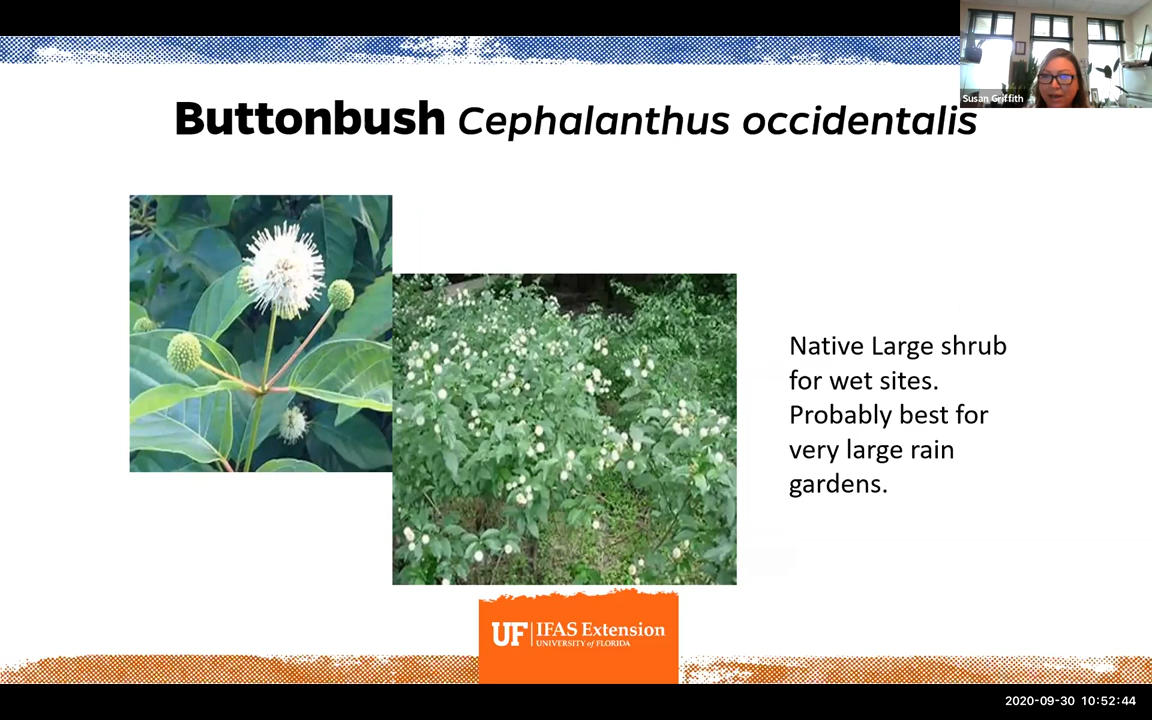 Susan Griffith
Buttonbush Cephalanthus occidentalis
Native Large shrub
for wet sites.
Probably best for
very large rain
gardens.
UF IFAS Extension
UNIVERSITY of FLORIDA
2020-09-30 10:52:44